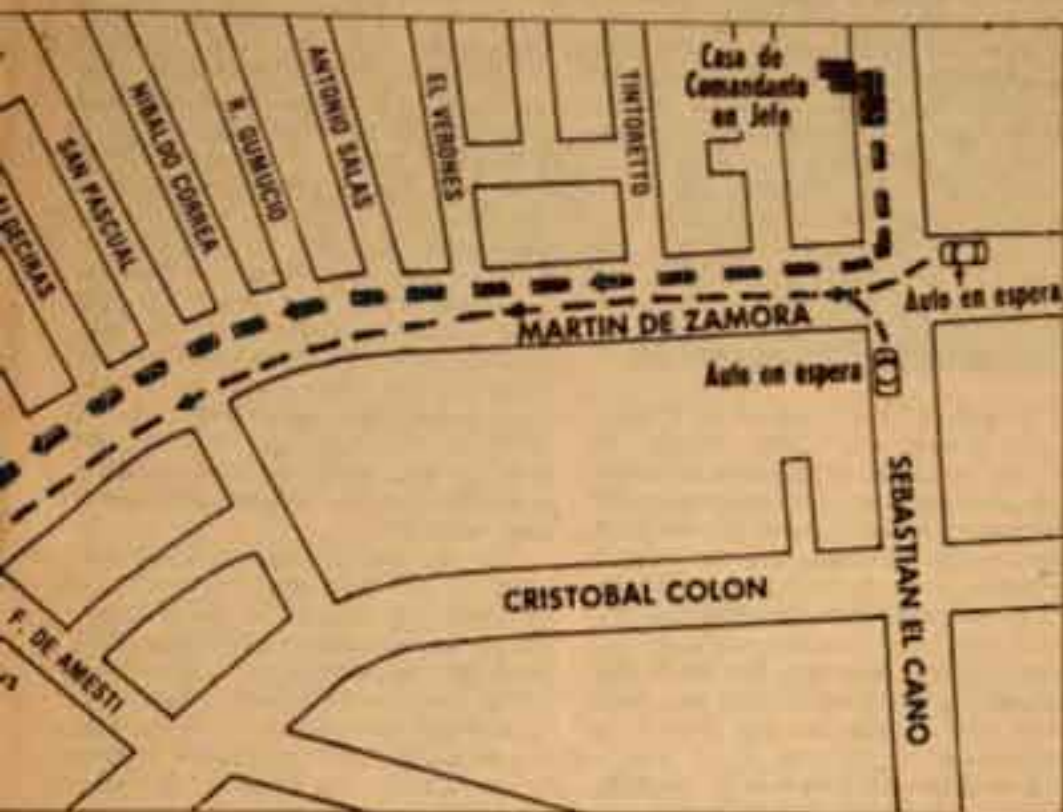 Casa de
Comandante
en Jefe
TINTORETTO
EL VERONES
ANTONIO SALAS
R. GUMUCIO
NIBALDO CORREA
SAN PASCUAL
ALGECIRAS
Auto en espera
MARTIN DE ZAMORA
Auto en espera
SEBASTIAN EL CANO
CRISTOBAL COLON
F. DE AMESTI